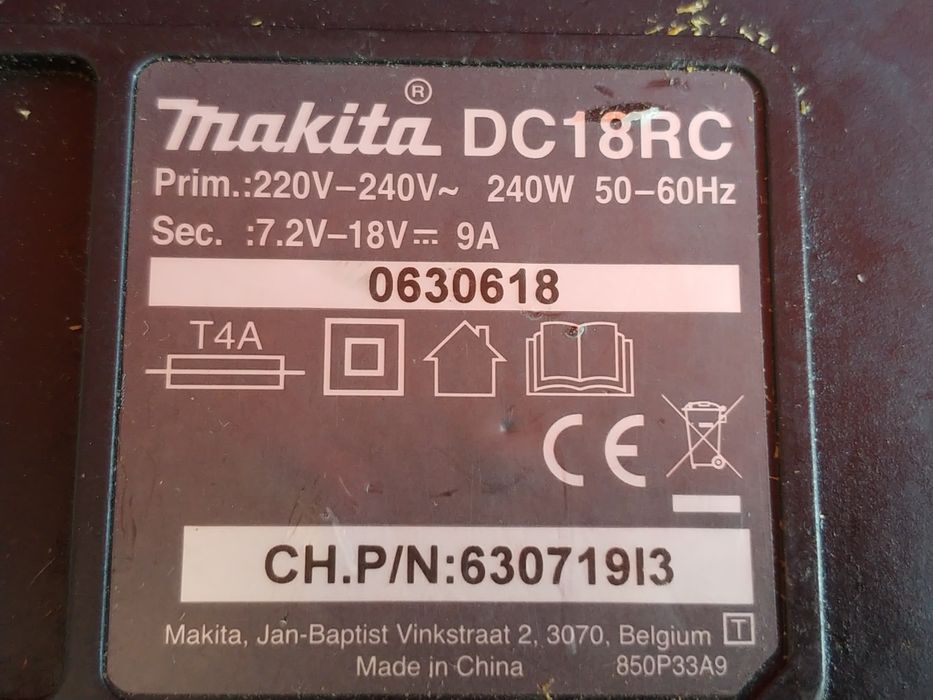 makita® DC18RC
Prim.:220V–240V~ 240W 50–60Hz
Sec. :7.2V–18V⎓ 9A
0630618
T4A
CE
CH.P/N:630719I3
Makita, Jan-Baptist Vinkstraat 2, 3070, Belgium T
Made in China 850P33A9